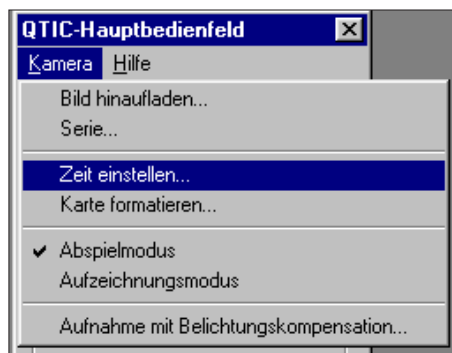 QTIC-Hauptbedienfeld
Kamera Hilfe
Bild hinaufladen...
Serie...
Zeit einstellen...
Karte formatieren...
Abspielmodus
Aufzeichnungsmodus
Aufnahme mit Belichtungskompensation...